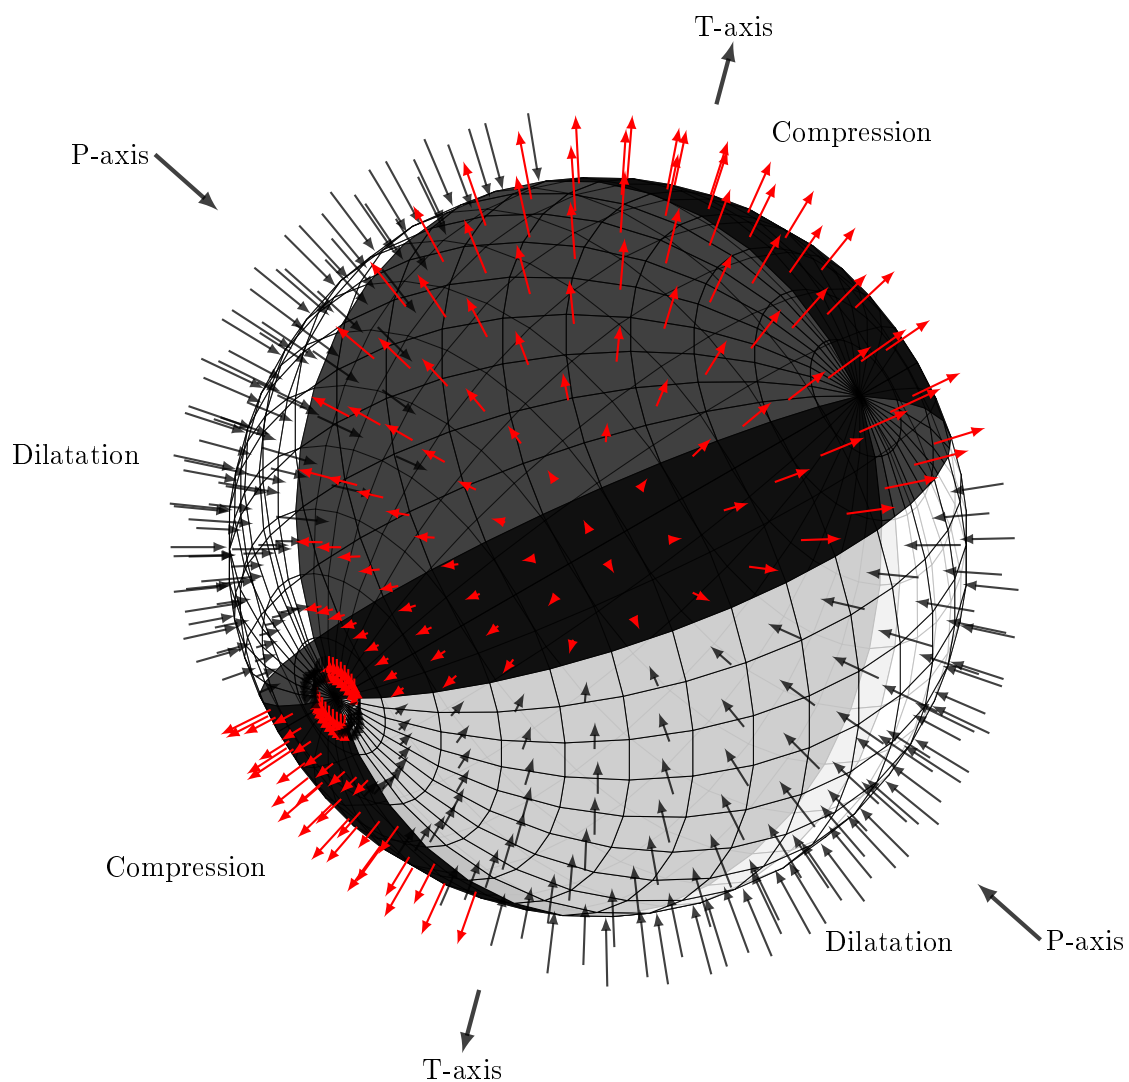 T-axis
Compression
P-axis
Dilatation
Compression
Dilatation
P-axis
T-axis